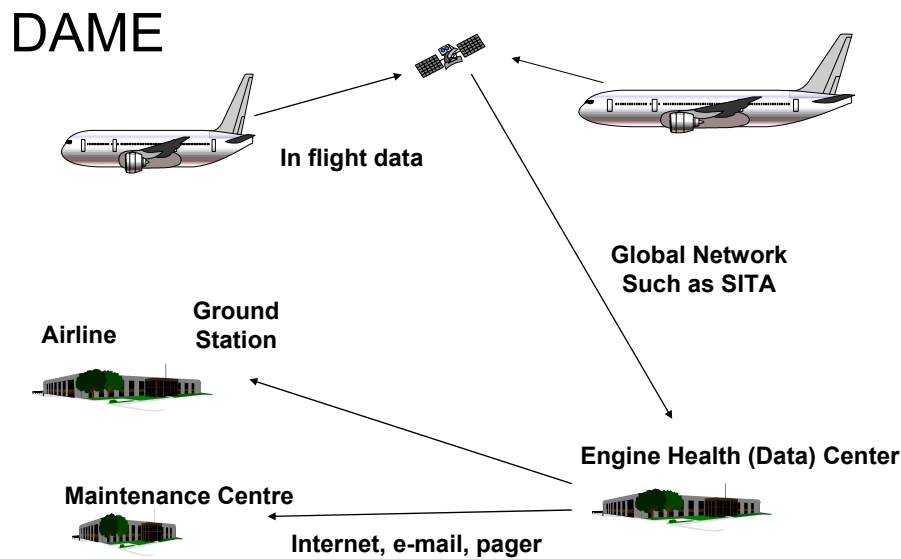 DAME
In flight data
Global Network
Such as SITA
Ground
Station
Airline
Engine Health (Data) Center
Maintenance Centre
Internet, e-mail, pager